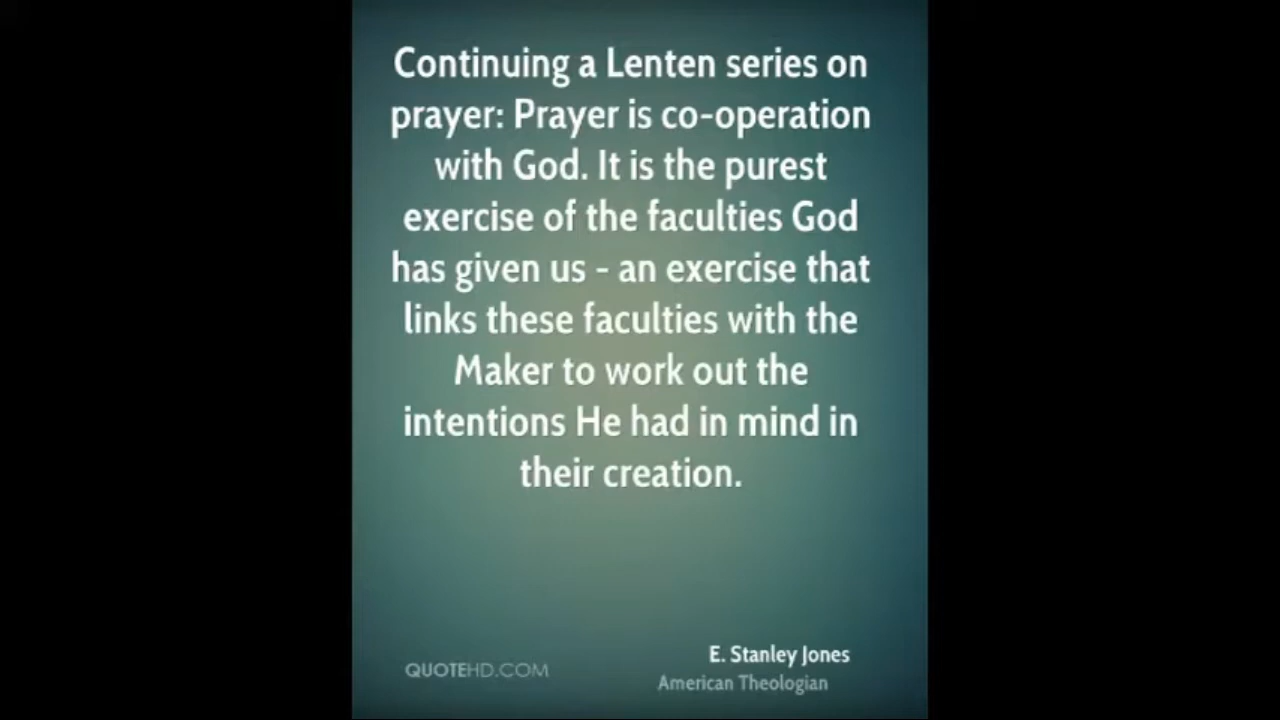 Continuing a Lenten series on
prayer: Prayer is co-operation
with God. It is the purest
exercise of the faculties God
has given us - an exercise that
links these faculties with the
Maker to work out the
intentions He had in mind in
their creation.
E. Stanley Jones
QUOTEHD.COM
American Theologian